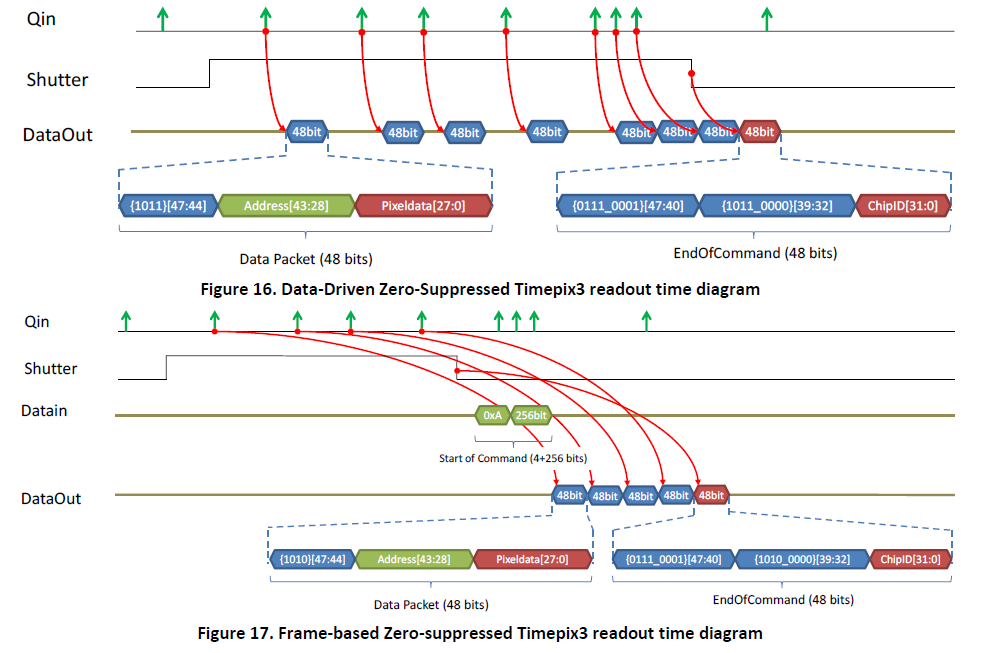 Qin
Shutter
DataOut
48bit 48bit 48bit 48bit 48bit 48bit 48bit 48bit
{1011}[47:44] Address[43:28] Pixeldata[27:0] {0111_0001}[47:40] {1011_0000}[39:32] ChipID[31:0]
Data Packet (48 bits) EndOfCommand (48 bits)
Figure 16. Data-Driven Zero-Suppressed Timepix3 readout time diagram
Qin
Shutter
Datain
0xA 256bit
Start of Command (4+256 bits)
DataOut
48bit 48bit 48bit 48bit 48bit
{1010}[47:44] Address[43:28] Pixeldata[27:0] {0111_0001}[47:40] {1010_0000}[39:32] ChipID[31:0]
Data Packet (48 bits) EndOfCommand (48 bits)
Figure 17. Frame-based Zero-suppressed Timepix3 readout time diagram